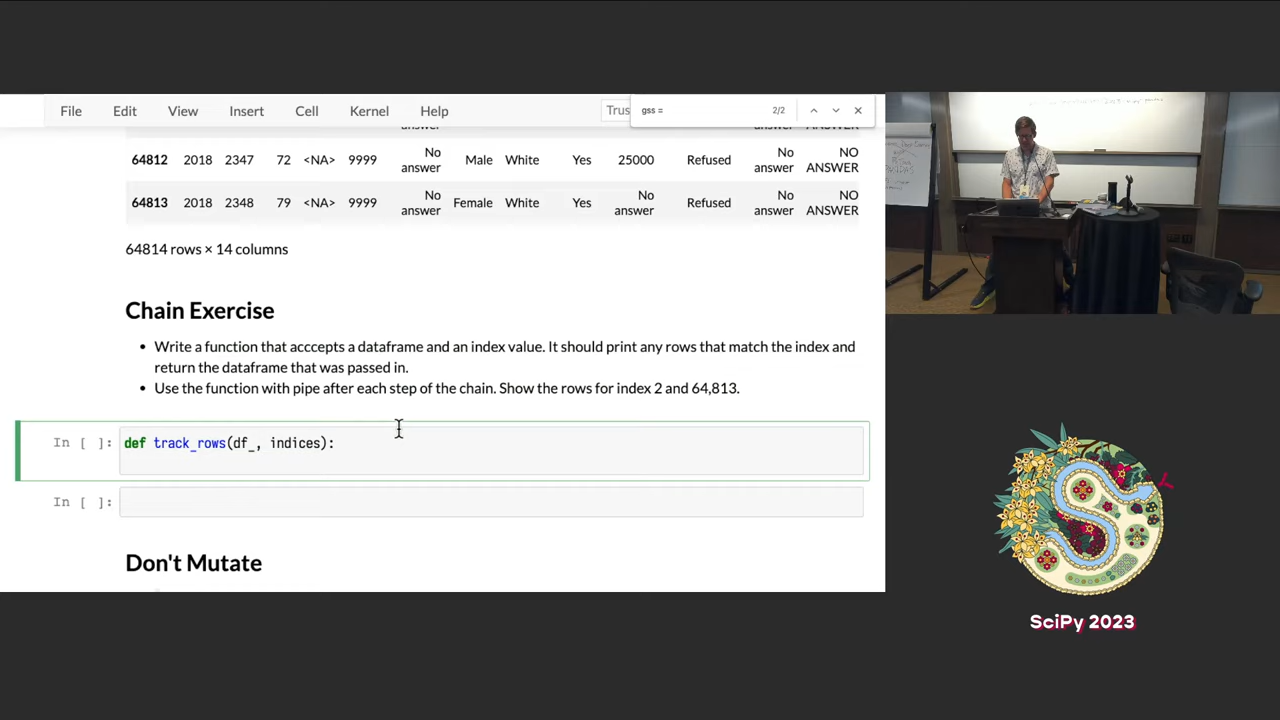 File Edit View Insert Cell Kernel Help Trus gss = 2/2
answer ANSWER
64812 2018 2347 72 <NA> 9999 No answer Male White Yes 25000 Refused No answer NO ANSWER
64813 2018 2348 79 <NA> 9999 No answer Female White Yes No answer Refused No answer NO ANSWER
64814 rows × 14 columns
Chain Exercise
• Write a function that acccepts a dataframe and an index value. It should print any rows that match the index and
return the dataframe that was passed in.
• Use the function with pipe after each step of the chain. Show the rows for index 2 and 64,813.
In [ ]: def track_rows(df_, indices):
In [ ]:
Don't Mutate
SciPy 2023